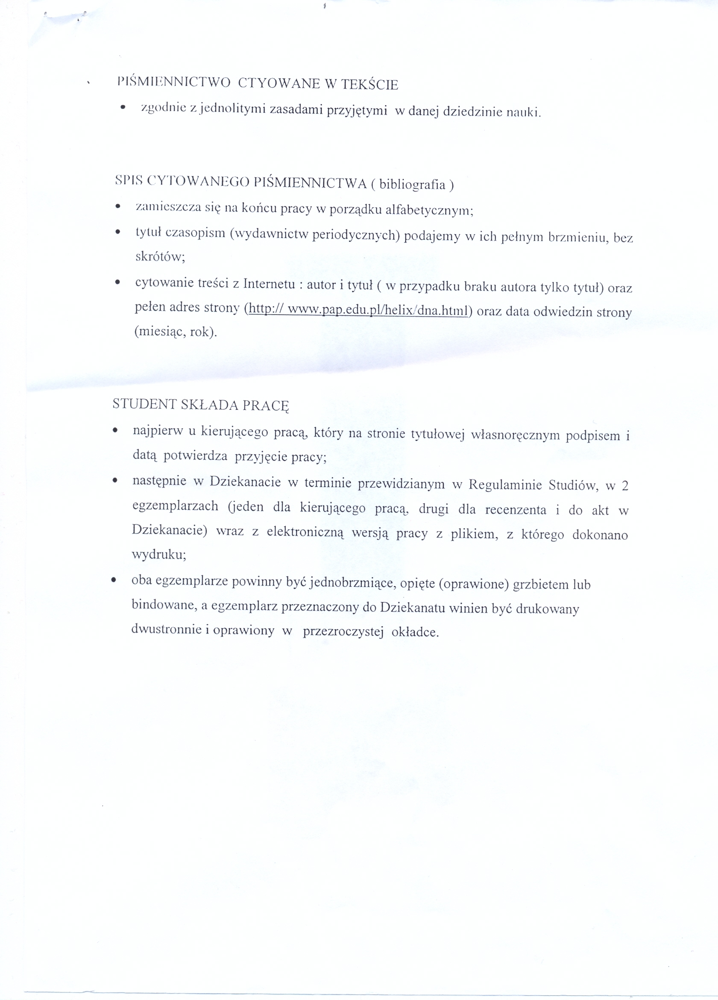 PIŚMIENNICTWO CTYOWANE W TEKŚCIE
• zgodnie z jednolitymi zasadami przyjętymi w danej dziedzinie nauki.
SPIS CYTOWANEGO PIŚMIENNICTWA ( bibliografia )
• zamieszcza się na końcu pracy w porządku alfabetycznym;
• tytuł czasopism (wydawnictw periodycznych) podajemy w ich pełnym brzmieniu, bez
skrótów;
• cytowanie treści z Internetu : autor i tytuł ( w przypadku braku autora tylko tytuł) oraz
pełen adres strony (http:// www.pap.edu.pl/helix/dna.html) oraz data odwiedzin strony
(miesiąc, rok).
STUDENT SKŁADA PRACĘ
• najpierw u kierującego pracą, który na stronie tytułowej własnoręcznym podpisem i
datą potwierdza przyjęcie pracy;
• następnie w Dziekanacie w terminie przewidzianym w Regulaminie Studiów, w 2
egzemplarzach (jeden dla kierującego pracą, drugi dla recenzenta i do akt w
Dziekanacie) wraz z elektroniczną wersją pracy z plikiem, z którego dokonano
wydruku;
• oba egzemplarze powinny być jednobrzmiące, opięte (oprawione) grzbietem lub
bindowane, a egzemplarz przeznaczony do Dziekanatu winien być drukowany
dwustronnie i oprawiony w przezroczystej okładce.